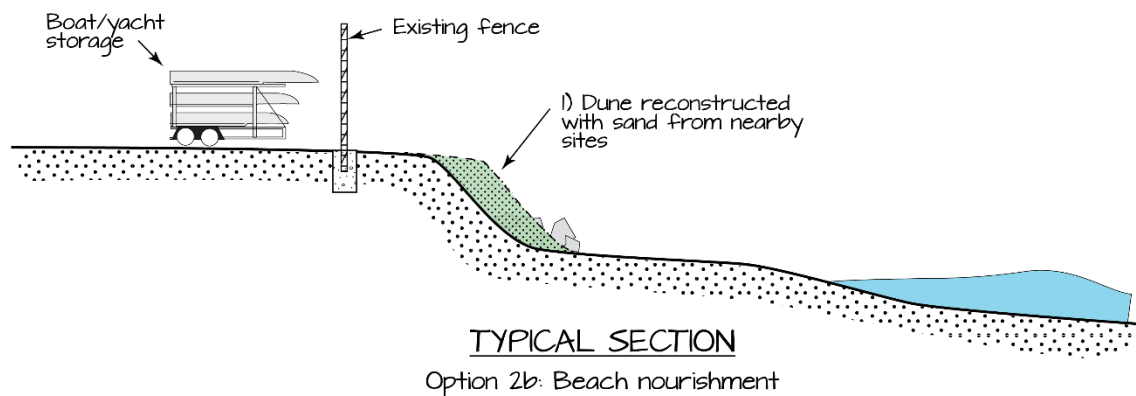 Boat/yacht
storage
Existing fence
1) Dune reconstructed
with sand from nearby
sites
TYPICAL SECTION
Option 2b: Beach nourishment